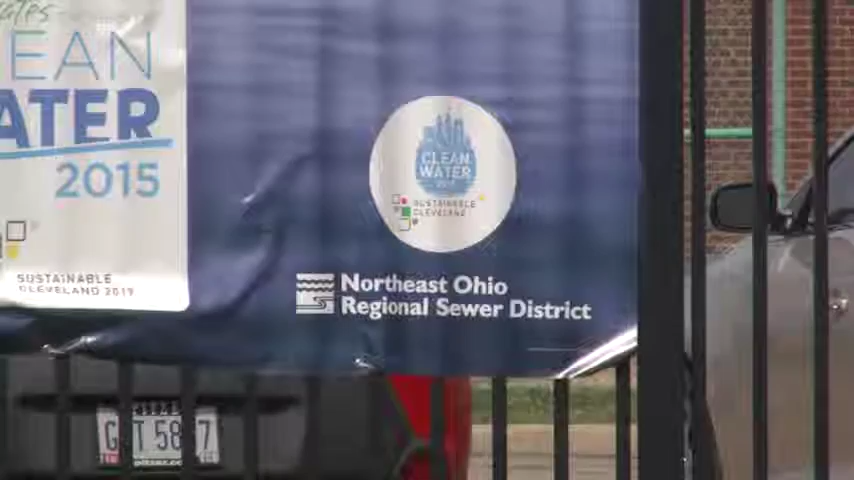 EAN
ATER
2015
SUSTAINABLE
CLEVELAND 2019
CLEAN
WATER
SUSTAINABLE
CLEVELAND
Northeast Ohio
Regional Sewer District